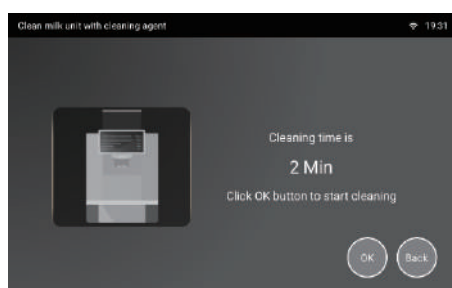 Clean milk unit with cleaning agent
19:31
Cleaning time is
2 Min
Click OK button to start cleaning
OK
Back